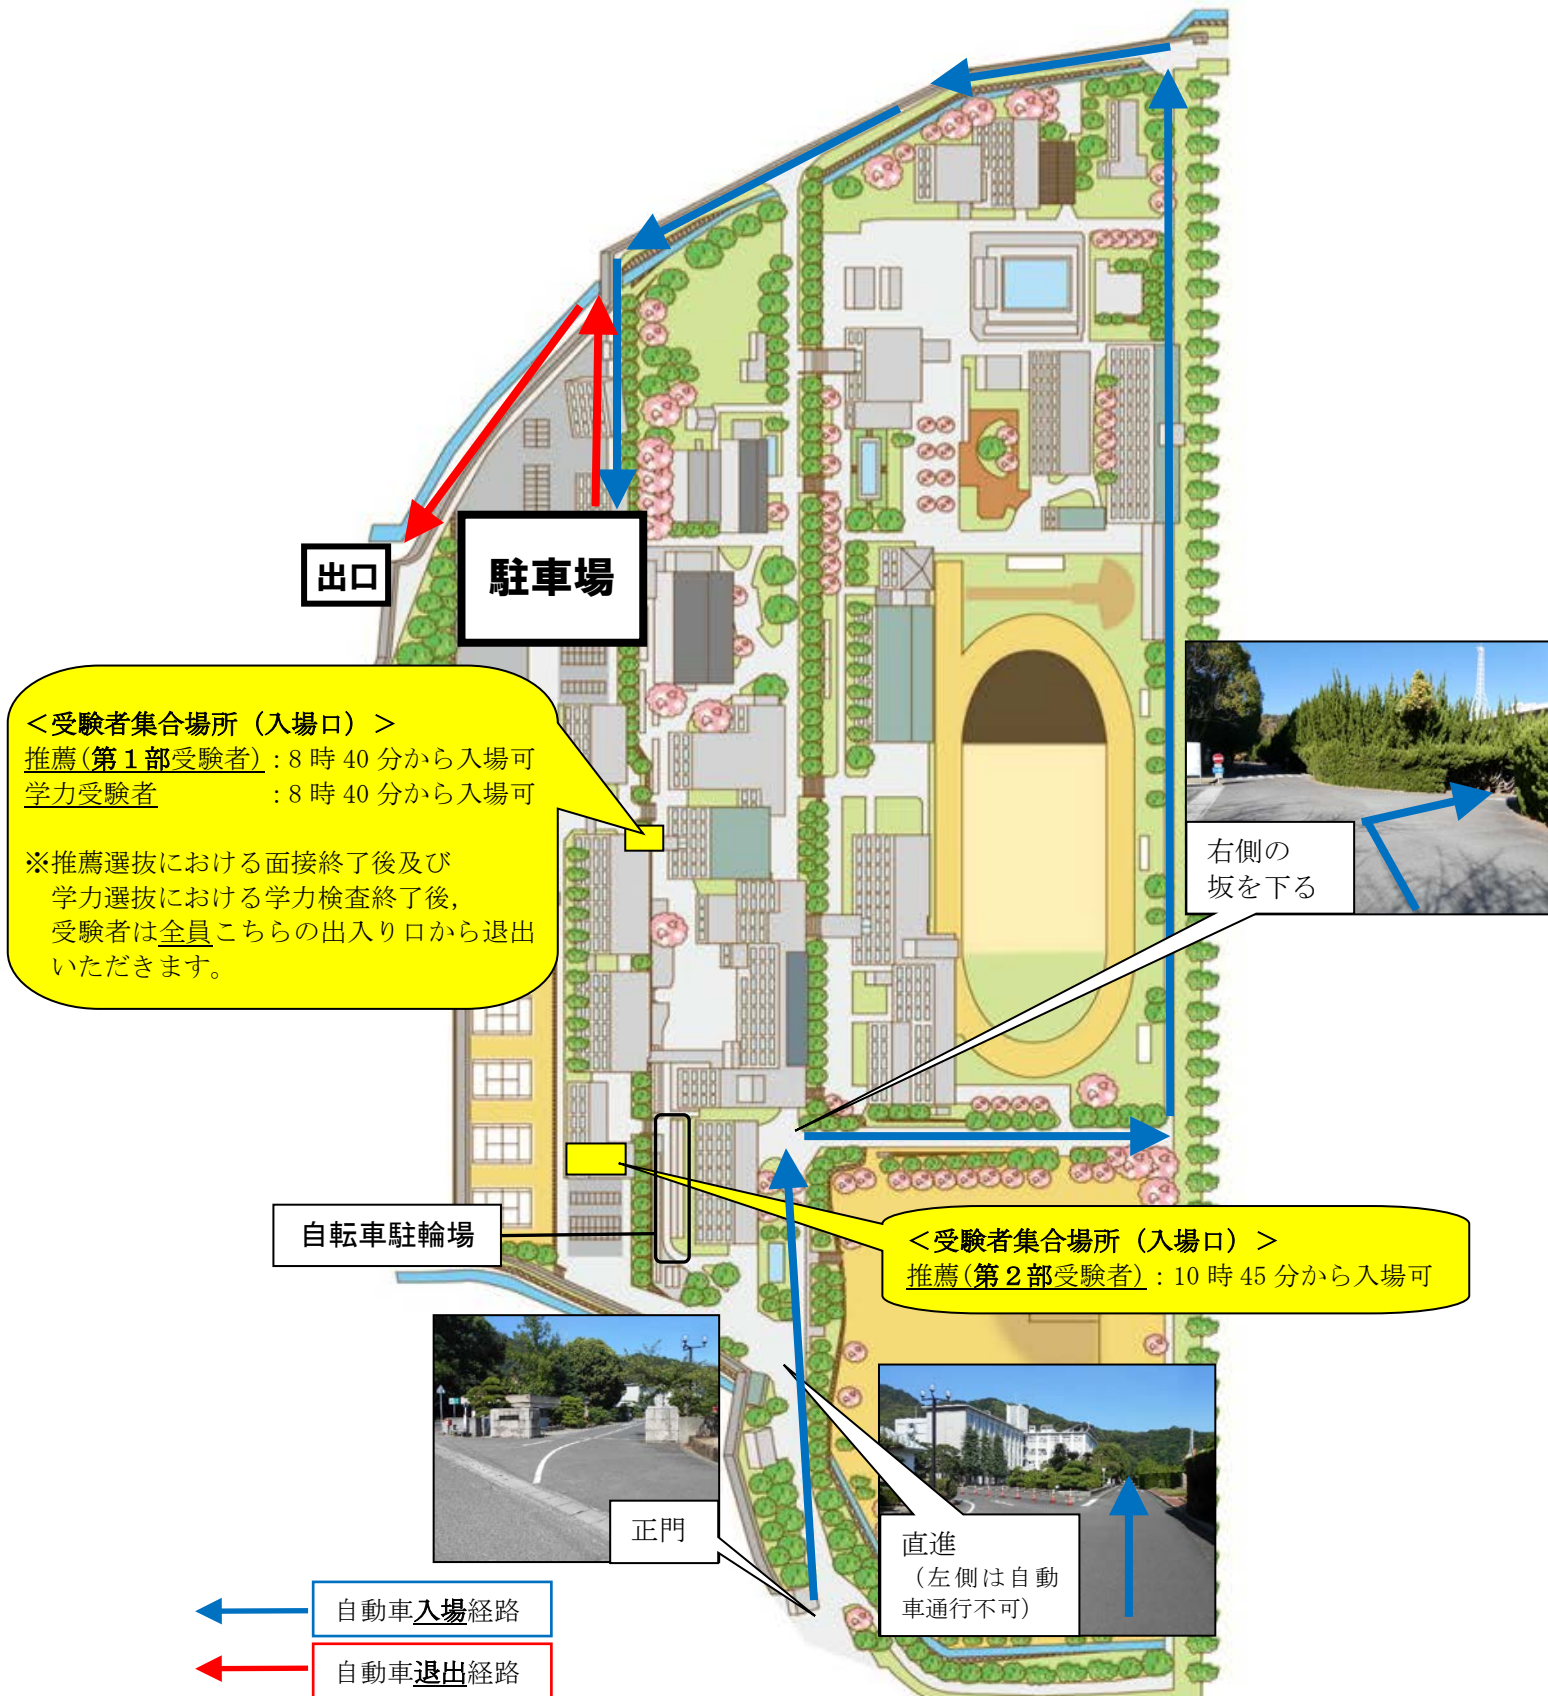 出口
駐車場
＜受験者集合場所（入場口）＞
推薦（第１部受験者）：8 時 40 分から入場可
学力受験者　　　　　：8 時 40 分から入場可
※推薦選抜における面接終了後及び
学力選抜における学力検査終了後，
受験者は全員こちらの出入り口から退出
いただきます。
右側の
坂を下る
自転車駐輪場
＜受験者集合場所（入場口）＞
推薦（第２部受験者）：10 時 45 分から入場可
正門
直進
（左側は自動
車通行不可）
自動車入場経路
自動車退出経路